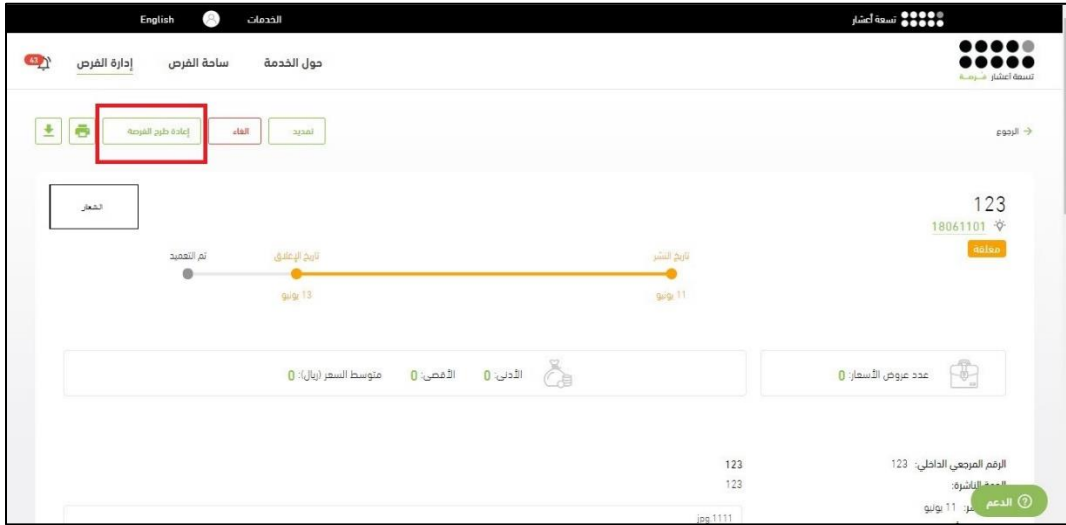 تسعة أعشار
الخدمات
English
تسعة أعشار فـرصــة
حول الخدمة
ساحة الفرص
إدارة الفرص
43
الرجوع
تمديد
الغاء
إعادة طرح الفرصة
123
18061101
مغلقة
الشعار
تاريخ النشر
تاريخ الإغلاق
تم التعميد
11 يونيو
13 يونيو
عدد عروض الأسعار: 0
الأدنى: 0 الأقصى: 0 متوسط السعر (ريال): 0
الرقم المرجعي الداخلي: 123
123
الناشرة:
123
11 يونيو
jpg.1111
الدعم